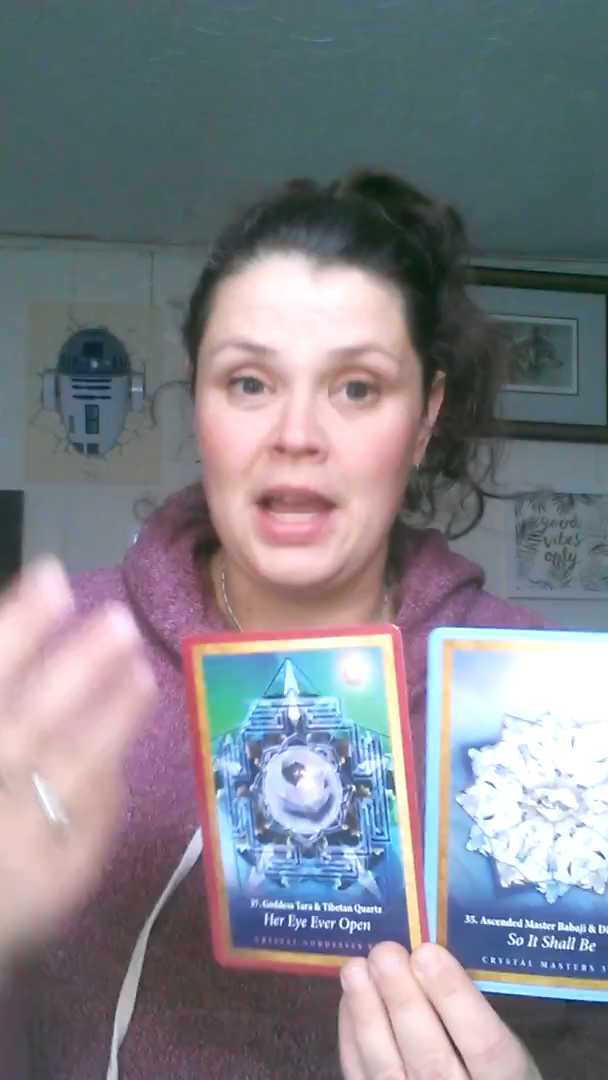 good
vibes
only
37. Goddess Tara & Tibetan Quartz
Her Eye Ever Open
CRYSTAL GODDESSES
35. Ascended Master Babaji &
So It Shall Be
CRYSTAL MASTERS